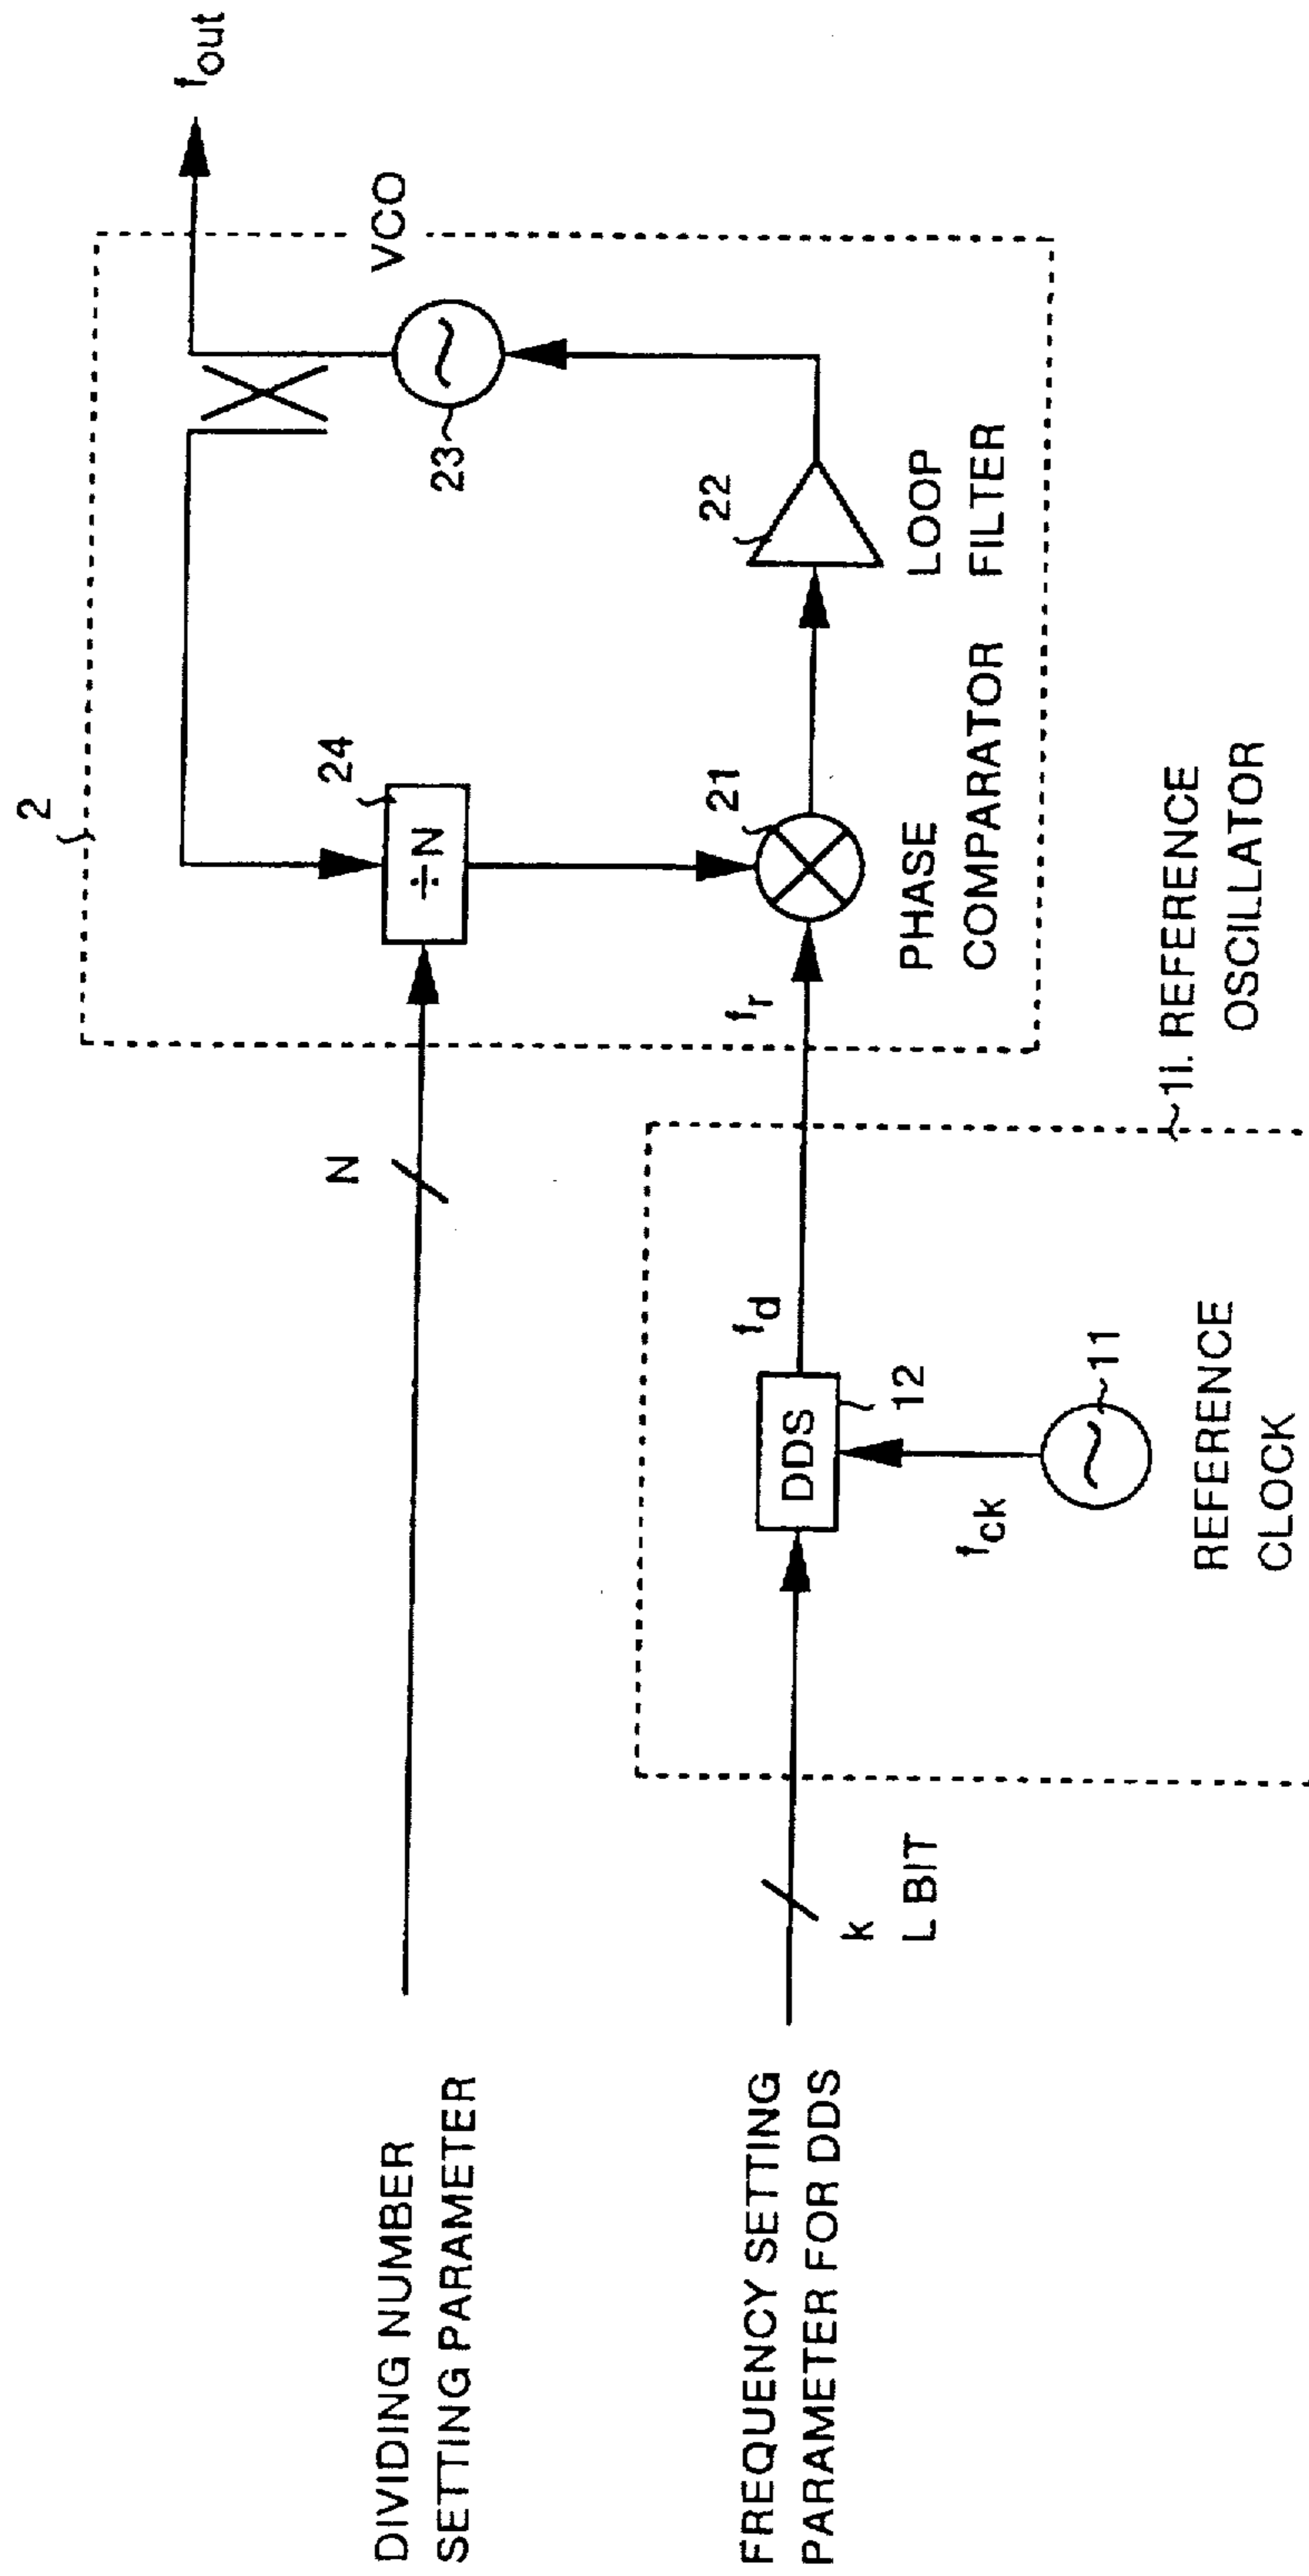 2
f_out
VCO
23
24
÷N
N
DIVIDING NUMBER
SETTING PARAMETER
22
LOOP
FILTER
21
PHASE
COMPARATOR
f_r
f_d
DDS
12
f_ck
11
REFERENCE
CLOCK
1i. REFERENCE
OSCILLATOR
k
L BIT
FREQUENCY SETTING
PARAMETER FOR DDS